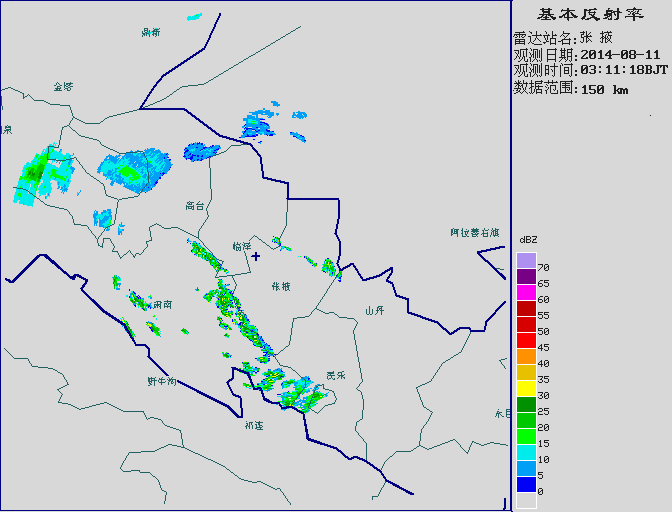 基本反射率
雷达站名:张 掖
观测日期:2014-08-11
观测时间:03:11:18BJT
数据范围:150 km
鼎新
金塔
泉
高台
临泽
阿拉善右旗
张掖
肃南
山丹
民乐
野牛沟
祁连
永昌
dBZ
70
65
60
55
50
45
40
35
30
25
20
15
10
5
0